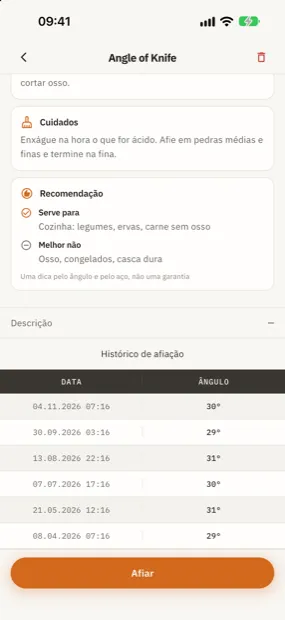 09:41
Angle of Knife
cortar osso.
Cuidados
Enxágue na hora o que for ácido. Afie em pedras médias e
finas e termine na fina.
Recomendação
Serve para
Cozinha: legumes, ervas, carne sem osso
Melhor não
Osso, congelados, casca dura
Uma dica pelo ângulo e pelo aço, não uma garantia
Descrição
Histórico de afiação
DATA ÂNGULO
04.11.2026 07:16 30°
30.09.2026 03:16 29°
13.08.2026 22:16 31°
07.07.2026 17:16 30°
21.05.2026 12:16 31°
08.04.2026 07:16 29°
Afiar